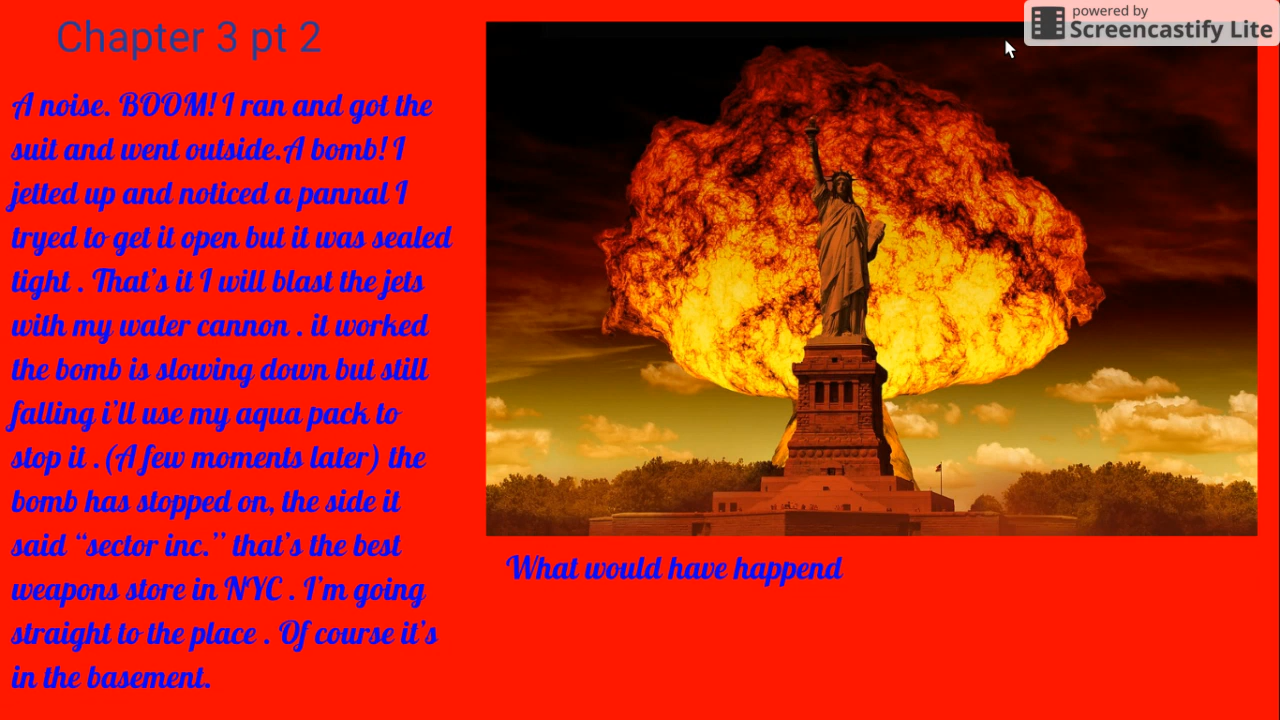 Chapter 3 pt 2
powered by
Screencastify Lite
A noise. BOOM! I ran and got the
suit and went outside.A bomb! I
jetted up and noticed a pannal I
tryed to get it open but it was sealed
tight . That's it I will blast the jets
with my water cannon . it worked
the bomb is slowing down but still
falling i'll use my aqua pack to
stop it .(A few moments later) the
bomb has stopped on, the side it
said “sector inc.’’ that's the best
weapons store in NYC . I'm going
straight to the place . Of course it's
in the basement.
What would have happend